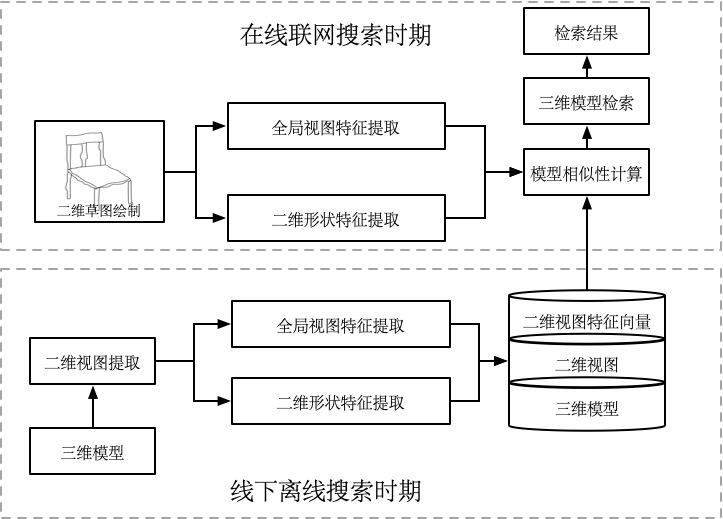 在线联网搜索时期
检索结果
三维模型检索
全局视图特征提取
二维草图绘制
模型相似性计算
二维形状特征提取
全局视图特征提取
二维视图特征向量
二维视图提取
二维视图
二维形状特征提取
三维模型
三维模型
线下离线搜索时期